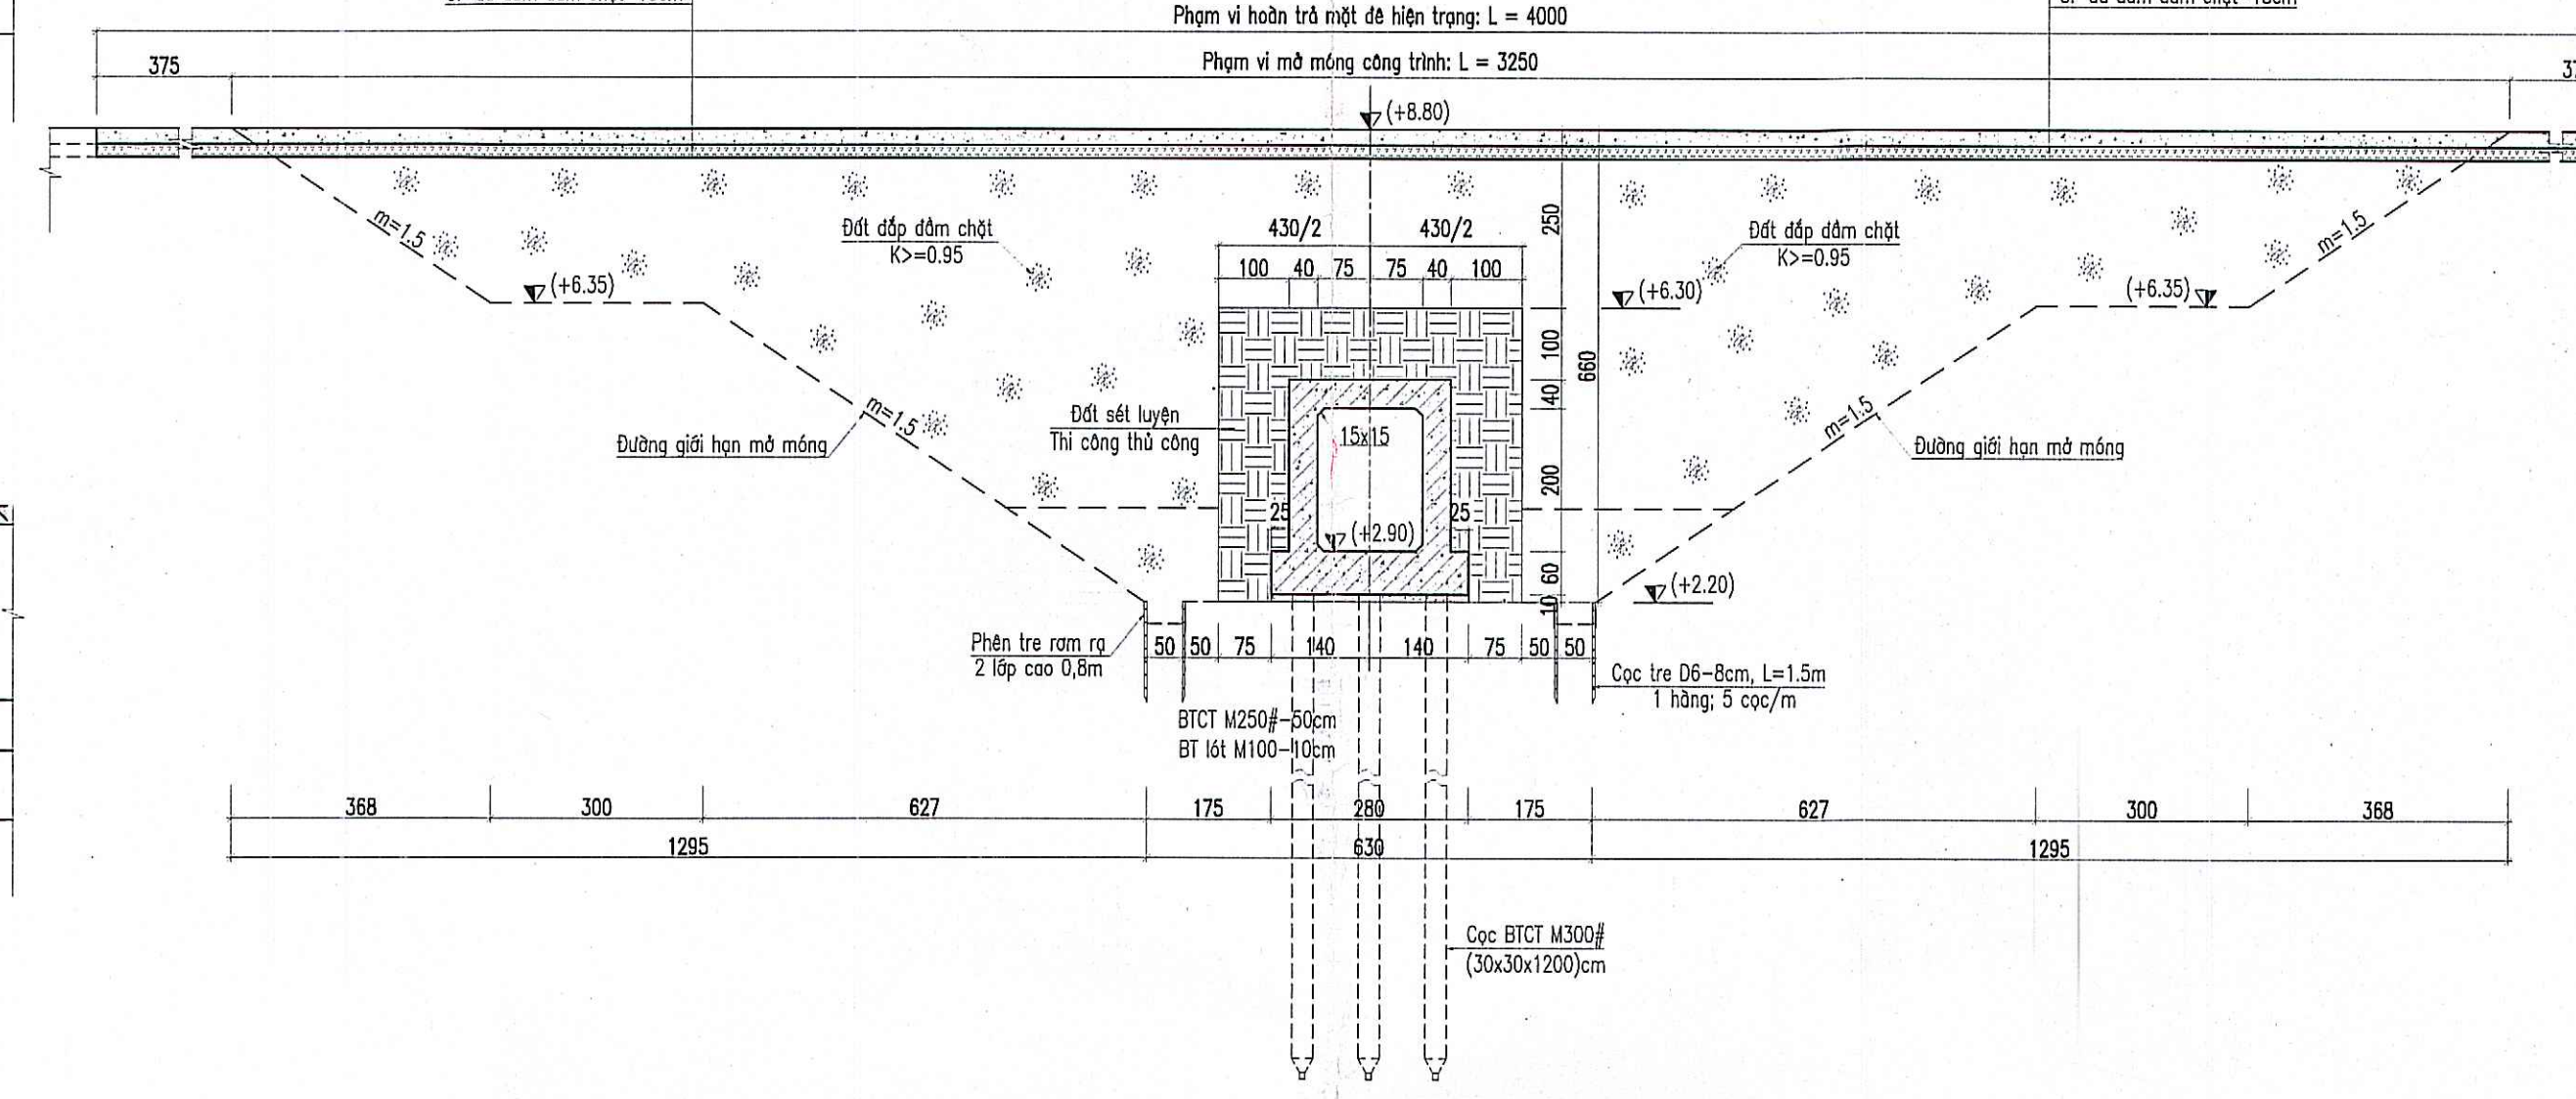 Phạm vi hoàn trả mặt đê hiện trạng: L = 4000
Phạm vi mở móng công trình: L = 3250
375
(+8.80)
m=1.5
Đất đắp đầm chặt
K>=0.95
430/2
430/2
250
Đất đắp đầm chặt
K>=0.95
m=1.5
100
40
75
75
40
100
(+6.35)
(+6.30)
(+6.35)
100
660
40
m=1.5
Đường giới hạn mở móng
Đất sét luyện
Thi công thủ công
15x15
m=1.5
Đường giới hạn mở móng
200
25
25
(+2.90)
60
10
(+2.20)
Phên tre rơm rạ
2 lớp cao 0,8m
50
50
75
140
140
75
50
50
Cọc tre D6-8cm, L=1.5m
1 hàng; 5 cọc/m
BTCT M250#-50cm
BT lót M100-10cm
368
300
627
175
280
175
627
300
368
1295
630
1295
Cọc BTCT M300#
(30x30x1200)cm